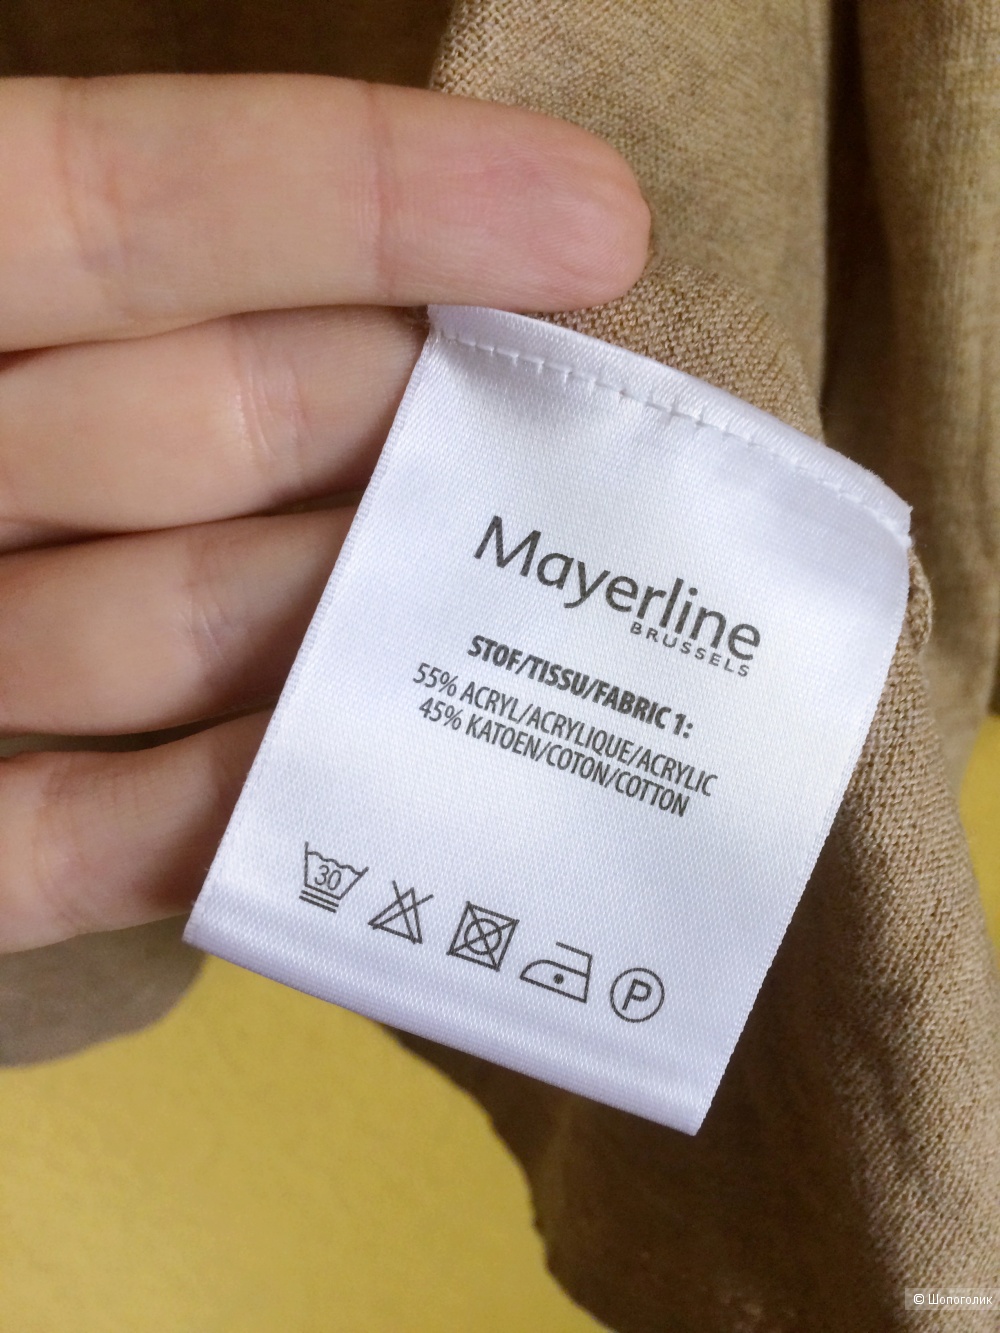 Mayerline
BRUSSELS
STOF/TISSU/FABRIC 1:
55% ACRYL/ACRYLIQUE/ACRYLIC
45% KATOEN/COTON/COTTON
30
P
© Шопоголик